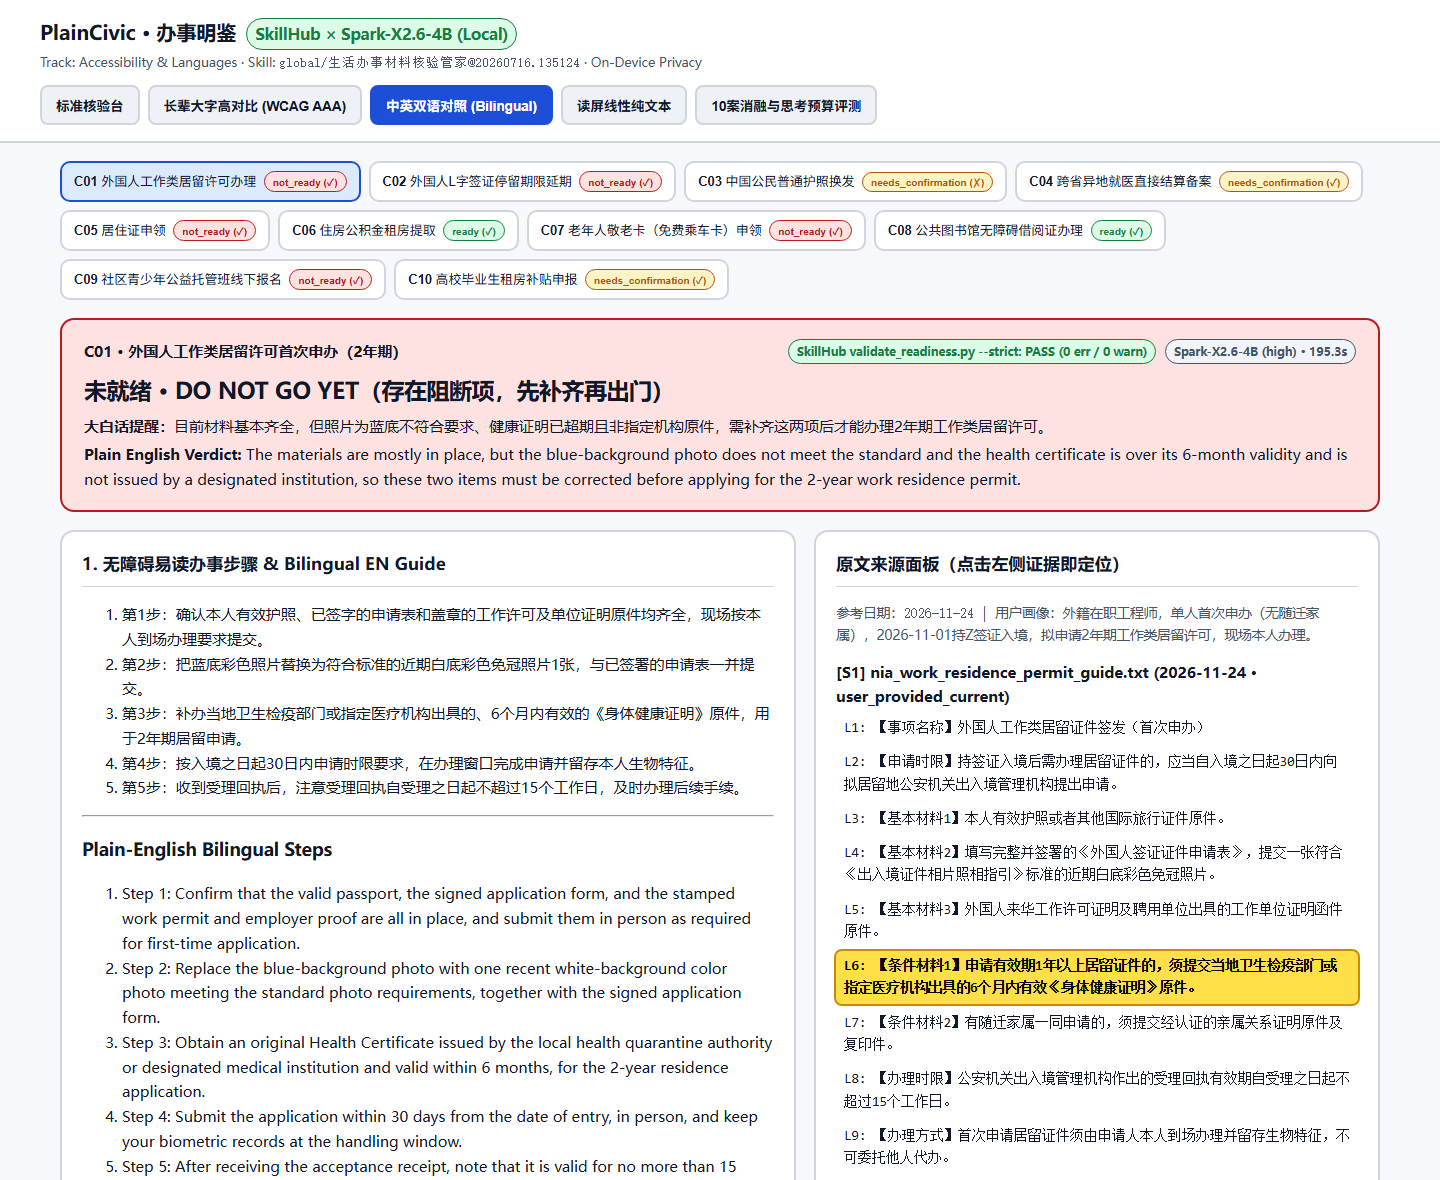 PlainCivic • 办事明鉴 SkillHub × Spark-X2.6-4B (Local)
Track: Accessibility & Languages · Skill: global/生活办事材料核验管家@20260716.135124 · On-Device Privacy
标准核验台 长辈大字高对比 (WCAG AAA) 中英双语对照 (Bilingual) 读屏线性纯文本 10案消融与思考预算评测
C01 外国人工作类居留许可办理 not_ready (✓) C02 外国人L字签证停留期限延期 not_ready (✓) C03 中国公民普通护照换发 needs_confirmation (✗) C04 跨省异地就医直接结算备案 needs_confirmation (✓)
C05 居住证申领 not_ready (✓) C06 住房公积金租房提取 ready (✓) C07 老年人敬老卡（免费乘车卡）申领 not_ready (✓) C08 公共图书馆无障碍借阅证办理 ready (✓)
C09 社区青少年公益托管班线下报名 not_ready (✓) C10 高校毕业生租房补贴申报 needs_confirmation (✓)
C01 • 外国人工作类居留许可首次申办（2年期） SkillHub validate_readiness.py --strict: PASS (0 err / 0 warn) Spark-X2.6-4B (high) • 195.3s
未就绪 • DO NOT GO YET（存在阻断项，先补齐再出门）
大白话提醒：目前材料基本齐全，但照片为蓝底不符合要求、健康证明已超期且非指定机构原件，需补齐这两项后才能办理2年期工作类居留许可。
Plain English Verdict: The materials are mostly in place, but the blue-background photo does not meet the standard and the health certificate is over its 6-month validity and is
not issued by a designated institution, so these two items must be corrected before applying for the 2-year work residence permit.
1. 无障碍易读办事步骤 & Bilingual EN Guide
1. 第1步：确认本人有效护照、已签字的申请表和盖章的工作许可及单位证明原件均齐全，现场按本
人到场办理要求提交。
2. 第2步：把蓝底彩色照片替换为符合标准的近期白底彩色免冠照片1张，与已签署的申请表一并提
交。
3. 第3步：补办当地卫生检疫部门或指定医疗机构出具的、6个月内有效的《身体健康证明》原件，用
于2年期居留申请。
4. 第4步：按入境之日起30日内申请时限要求，在办理窗口完成申请并留存本人生物特征。
5. 第5步：收到受理回执后，注意受理回执自受理之日起不超过15个工作日，及时办理后续手续。
Plain-English Bilingual Steps
1. Step 1: Confirm that the valid passport, the signed application form, and the stamped
work permit and employer proof are all in place, and submit them in person as required
for first-time application.
2. Step 2: Replace the blue-background photo with one recent white-background color
photo meeting the standard photo requirements, together with the signed application
form.
3. Step 3: Obtain an original Health Certificate issued by the local health quarantine authority
or designated medical institution and valid within 6 months, for the 2-year residence
application.
4. Step 4: Submit the application within 30 days from the date of entry, in person, and keep
your biometric records at the handling window.
5. Step 5: After receiving the acceptance receipt, note that it is valid for no more than 15
原文来源面板（点击左侧证据即定位）
参考日期：2026-11-24 | 用户画像：外籍在职工程师，单人首次申办（无随迁家
属），2026-11-01持Z签证入境，拟申请2年期工作类居留许可，现场本人办理。
[S1] nia_work_residence_permit_guide.txt (2026-11-24 •
user_provided_current)
L1: 【事项名称】外国人工作类居留证件签发（首次申办）
L2: 【申请时限】持签证入境后需办理居留证件的，应当自入境之日起30日内向
拟居留地公安机关出入境管理机构提出申请。
L3: 【基本材料1】本人有效护照或者其他国际旅行证件原件。
L4: 【基本材料2】填写完整并签署的《外国人签证证件申请表》，提交一张符合
《出入境证件相片照相指引》标准的近期白底彩色免冠照片。
L5: 【基本材料3】外国人来华工作许可证明及聘用单位出具的工作单位证明函件
原件。
L6: 【条件材料1】申请有效期1年以上居留证件的，须提交当地卫生检疫部门或
指定医疗机构出具的6个月内有效《身体健康证明》原件。
L7: 【条件材料2】有随迁家属一同申请的，须提交经认证的亲属关系证明原件及
复印件。
L8: 【办理时限】公安机关出入境管理机构作出的受理回执有效期自受理之日起不
超过15个工作日。
L9: 【办理方式】首次申请居留证件须由申请人本人到场办理并留存生物特征，不
可委托他人代办。